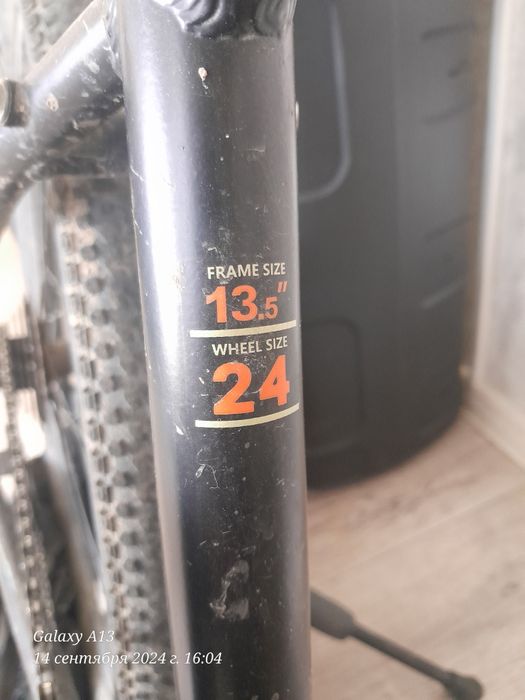 FRAME SIZE
13.5"
WHEEL SIZE
24
Galaxy A13
14 сентября 2024 г. 16:04